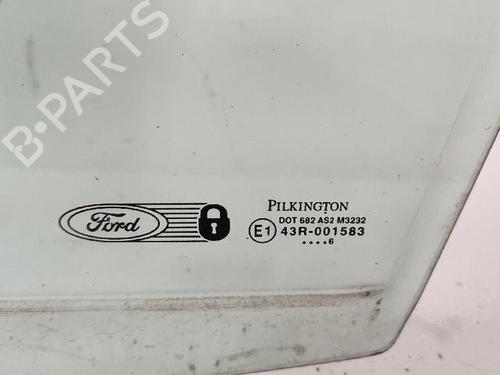 B-PARTS
Ford
PILKINGTON
DOT 682 AS2 M3232
E1 43R-001583
....6